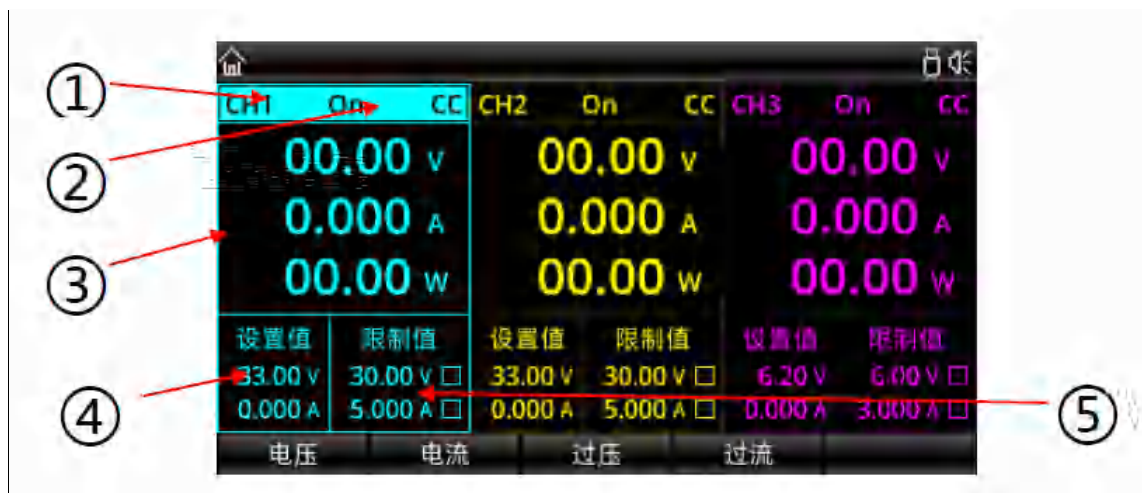 ①
CH1 On CC CH2 On CC CH3 On CC
②
00.00 V 00.00 V 00.00 V
0.000 A 0.000 A 0.000 A
③
00.00 W 00.00 W 00.00 W
设置值 限制值 设置值 限制值 设置值 限制值
33.00 V 30.00 V 33.00 V 30.00 V 6.20 V 6.00 V
④
0.000 A 5.000 A 0.000 A 5.000 A 0.000 A 3.000 A
⑤
电压 电流 过压 过流